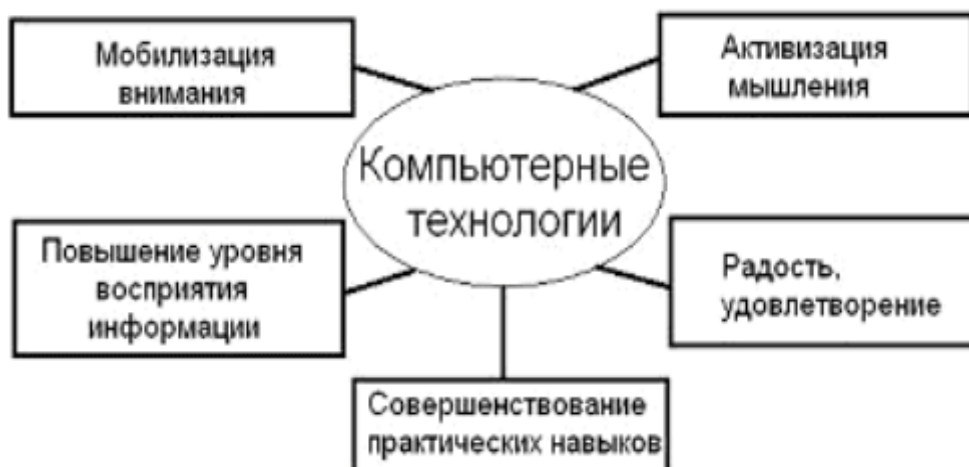 Мобилизация
внимания
Активизация
мышления
Компьютерные
технологии
Повышение уровня
восприятия
информации
Радость,
удовлетворение
Совершенствование
практических навыков